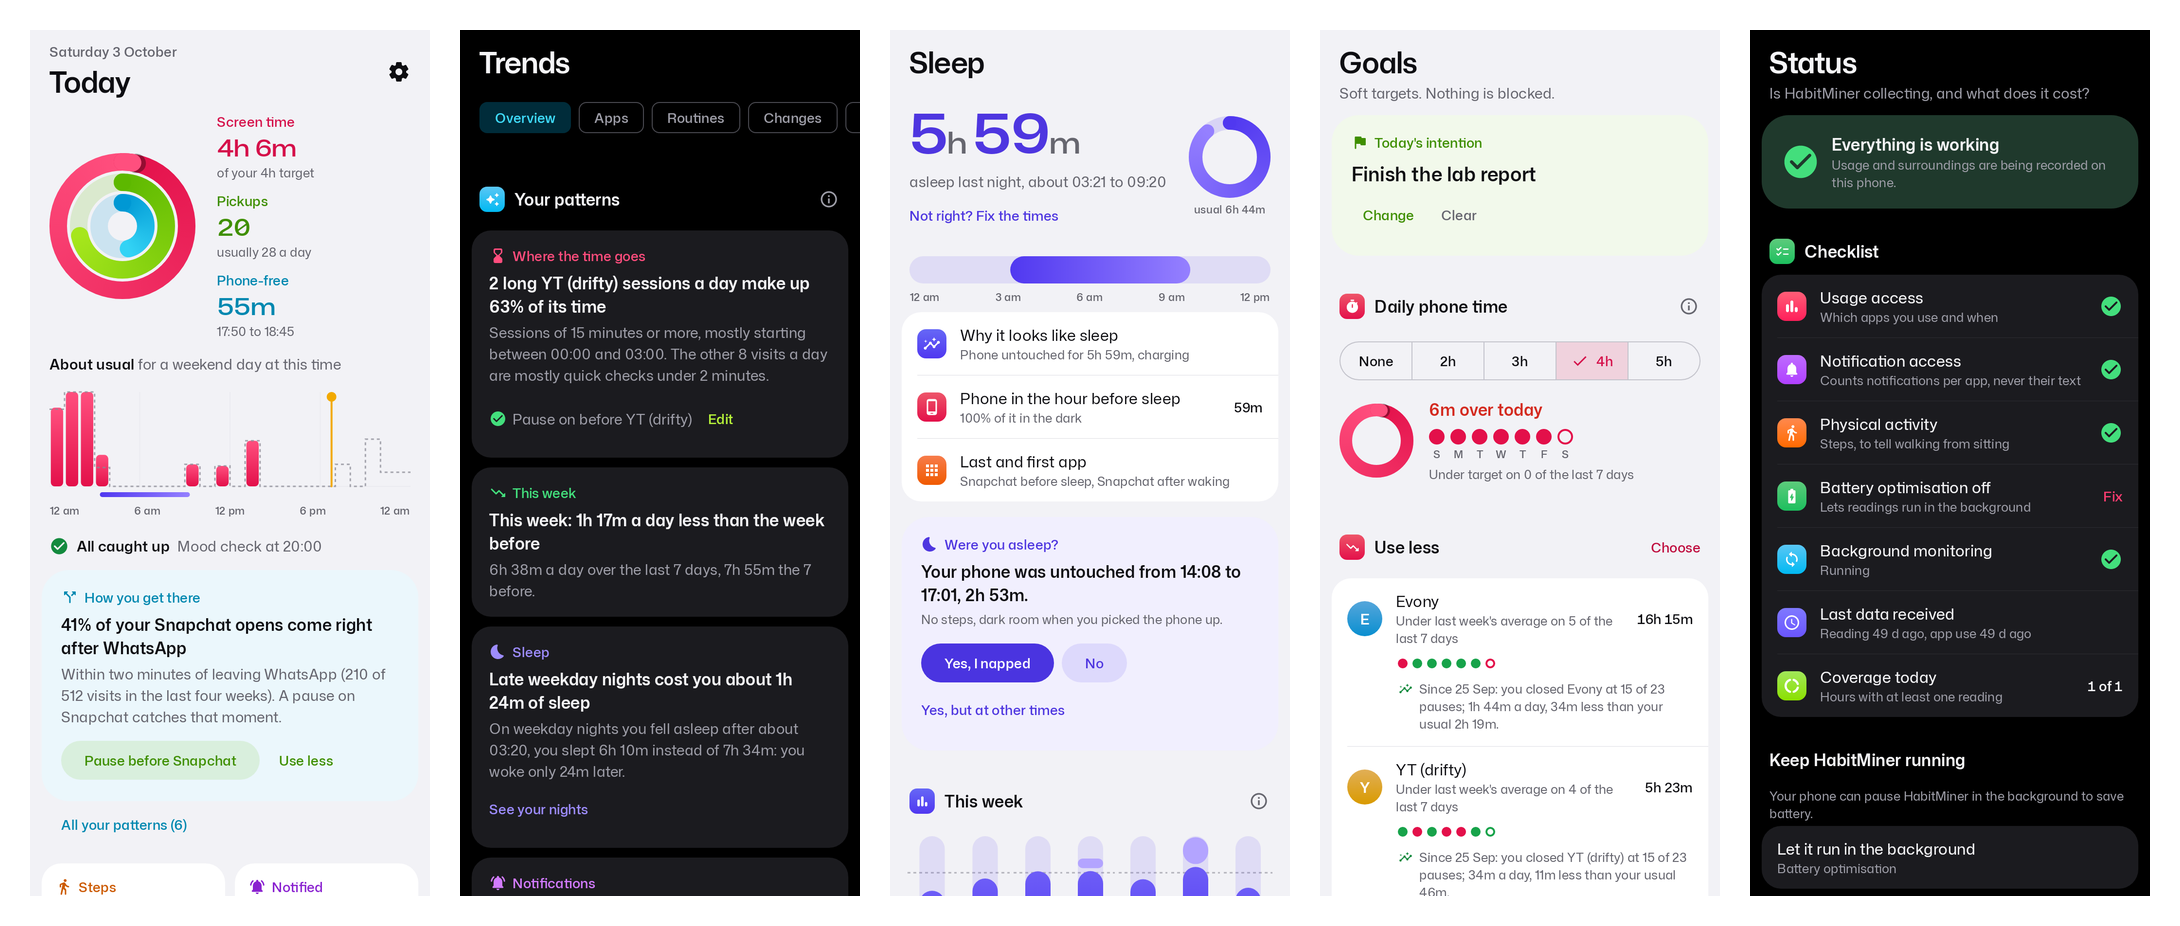 Saturday 3 October
Today
Screen time
4h 6m
of your 4h target
Pickups
20
usually 28 a day
Phone-free
55m
17:50 to 18:45
About usual for a weekend day at this time
12 am 6 am 12 pm 6 pm 12 am
All caught up Mood check at 20:00
How you get there
41% of your Snapchat opens come right
after WhatsApp
Within two minutes of leaving WhatsApp (210 of
512 visits in the last four weeks). A pause on
Snapchat catches that moment.
Pause before Snapchat Use less
All your patterns (6)
Steps Notified
Trends
Overview Apps Routines Changes
Your patterns
Where the time goes
2 long YT (drifty) sessions a day make up
63% of its time
Sessions of 15 minutes or more, mostly starting
between 00:00 and 03:00. The other 8 visits a day
are mostly quick checks under 2 minutes.
Pause on before YT (drifty) Edit
This week
This week: 1h 17m a day less than the week
before
6h 38m a day over the last 7 days, 7h 55m the 7
before.
Sleep
Late weekday nights cost you about 1h
24m of sleep
On weekday nights you fell asleep after about
03:20, you slept 6h 10m instead of 7h 34m: you
woke only 24m later.
See your nights
Notifications
Sleep
5h 59m
asleep last night, about 03:21 to 09:20
Not right? Fix the times
usual 6h 44m
12 am 3 am 6 am 9 am 12 pm
Why it looks like sleep
Phone untouched for 5h 59m, charging
Phone in the hour before sleep
100% of it in the dark
59m
Last and first app
Snapchat before sleep, Snapchat after waking
Were you asleep?
Your phone was untouched from 14:08 to
17:01, 2h 53m.
No steps, dark room when you picked the phone up.
Yes, I napped No
Yes, but at other times
This week
Goals
Soft targets. Nothing is blocked.
Today's intention
Finish the lab report
Change Clear
Daily phone time
None 2h 3h 4h 5h
6m over today
S M T W T F S
Under target on 0 of the last 7 days
Use less Choose
E
Evony
Under last week's average on 5 of the
last 7 days
16h 15m
Since 25 Sep: you closed Evony at 15 of 23
pauses; 1h 44m a day, 34m less than your
usual 2h 19m.
Y
YT (drifty)
Under last week's average on 4 of the
last 7 days
5h 23m
Since 25 Sep: you closed YT (drifty) at 15 of 23
pauses; 34m a day, 11m less than your usual
46m.
Status
Is HabitMiner collecting, and what does it cost?
Everything is working
Usage and surroundings are being recorded on
this phone.
Checklist
Usage access
Which apps you use and when
Notification access
Counts notifications per app, never their text
Physical activity
Steps, to tell walking from sitting
Battery optimisation off
Lets readings run in the background
Fix
Background monitoring
Running
Last data received
Reading 49 d ago, app use 49 d ago
Coverage today
Hours with at least one reading
1 of 1
Keep HabitMiner running
Your phone can pause HabitMiner in the background to save
battery.
Let it run in the background
Battery optimisation